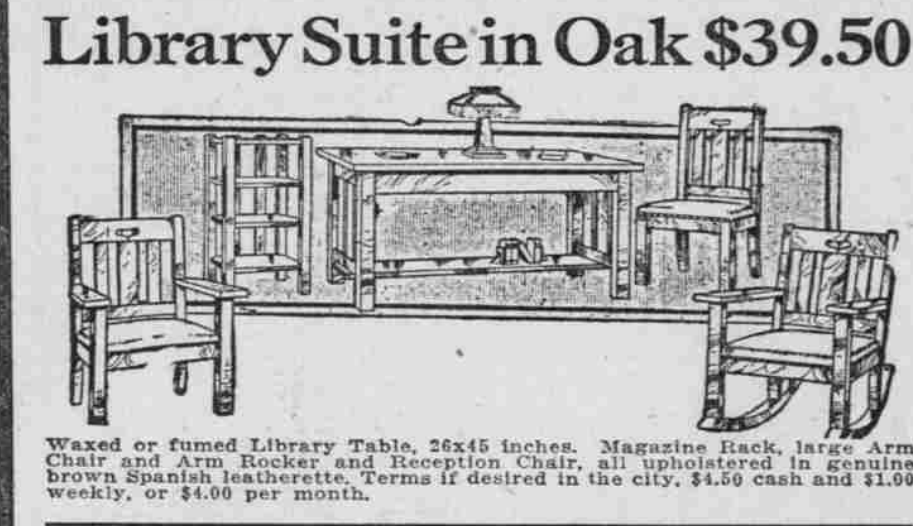 Library Suite in Oak $39.50
Waxed or fumed Library Table, 26x45 inches. Magazine Rack, large Arm
Chair and Arm Rocker and Reception Chair, all upholstered in genuine
brown Spanish leatherette. Terms if desired in the city, $4.50 cash and $1.00
weekly, or $4.00 per month.